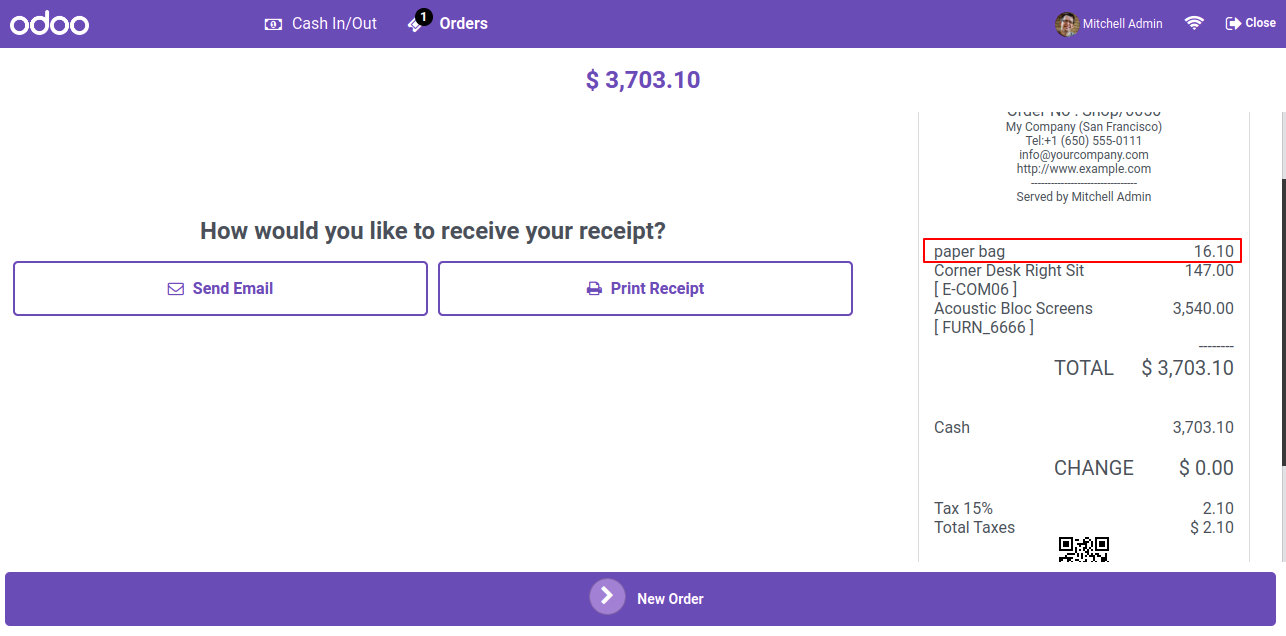 odoo
Cash In/Out
1
Orders
Mitchell Admin
Close
$ 3,703.10
Order No : Shop/0050
My Company (San Francisco)
Tel:+1 (650) 555-0111
info@yourcompany.com
http://www.example.com
--------------------------------
Served by Mitchell Admin
How would you like to receive your receipt?
Send Email
Print Receipt
paper bag 16.10
Corner Desk Right Sit 147.00
[ E-COM06 ]
Acoustic Bloc Screens 3,540.00
[ FURN_6666 ]
--------
TOTAL $ 3,703.10
Cash 3,703.10
CHANGE $ 0.00
Tax 15% 2.10
Total Taxes $ 2.10
New Order